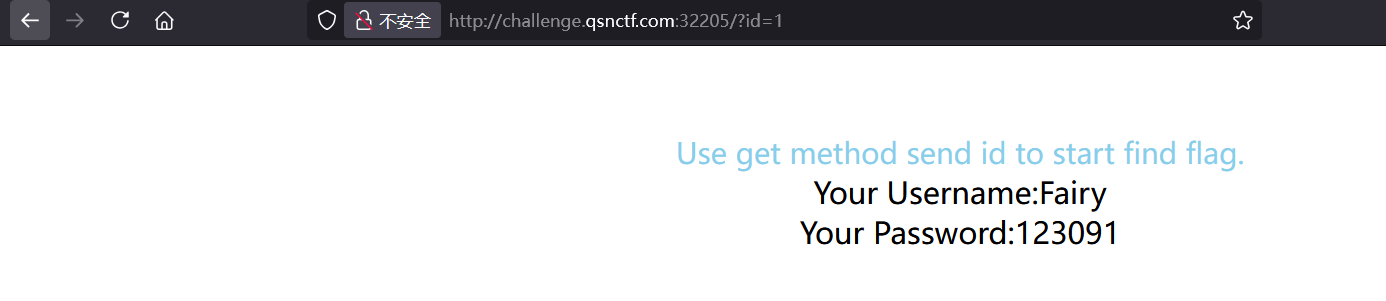 不安全 http://challenge.qsnctf.com:32205/?id=1
Use get method send id to start find flag.
Your Username:Fairy
Your Password:123091